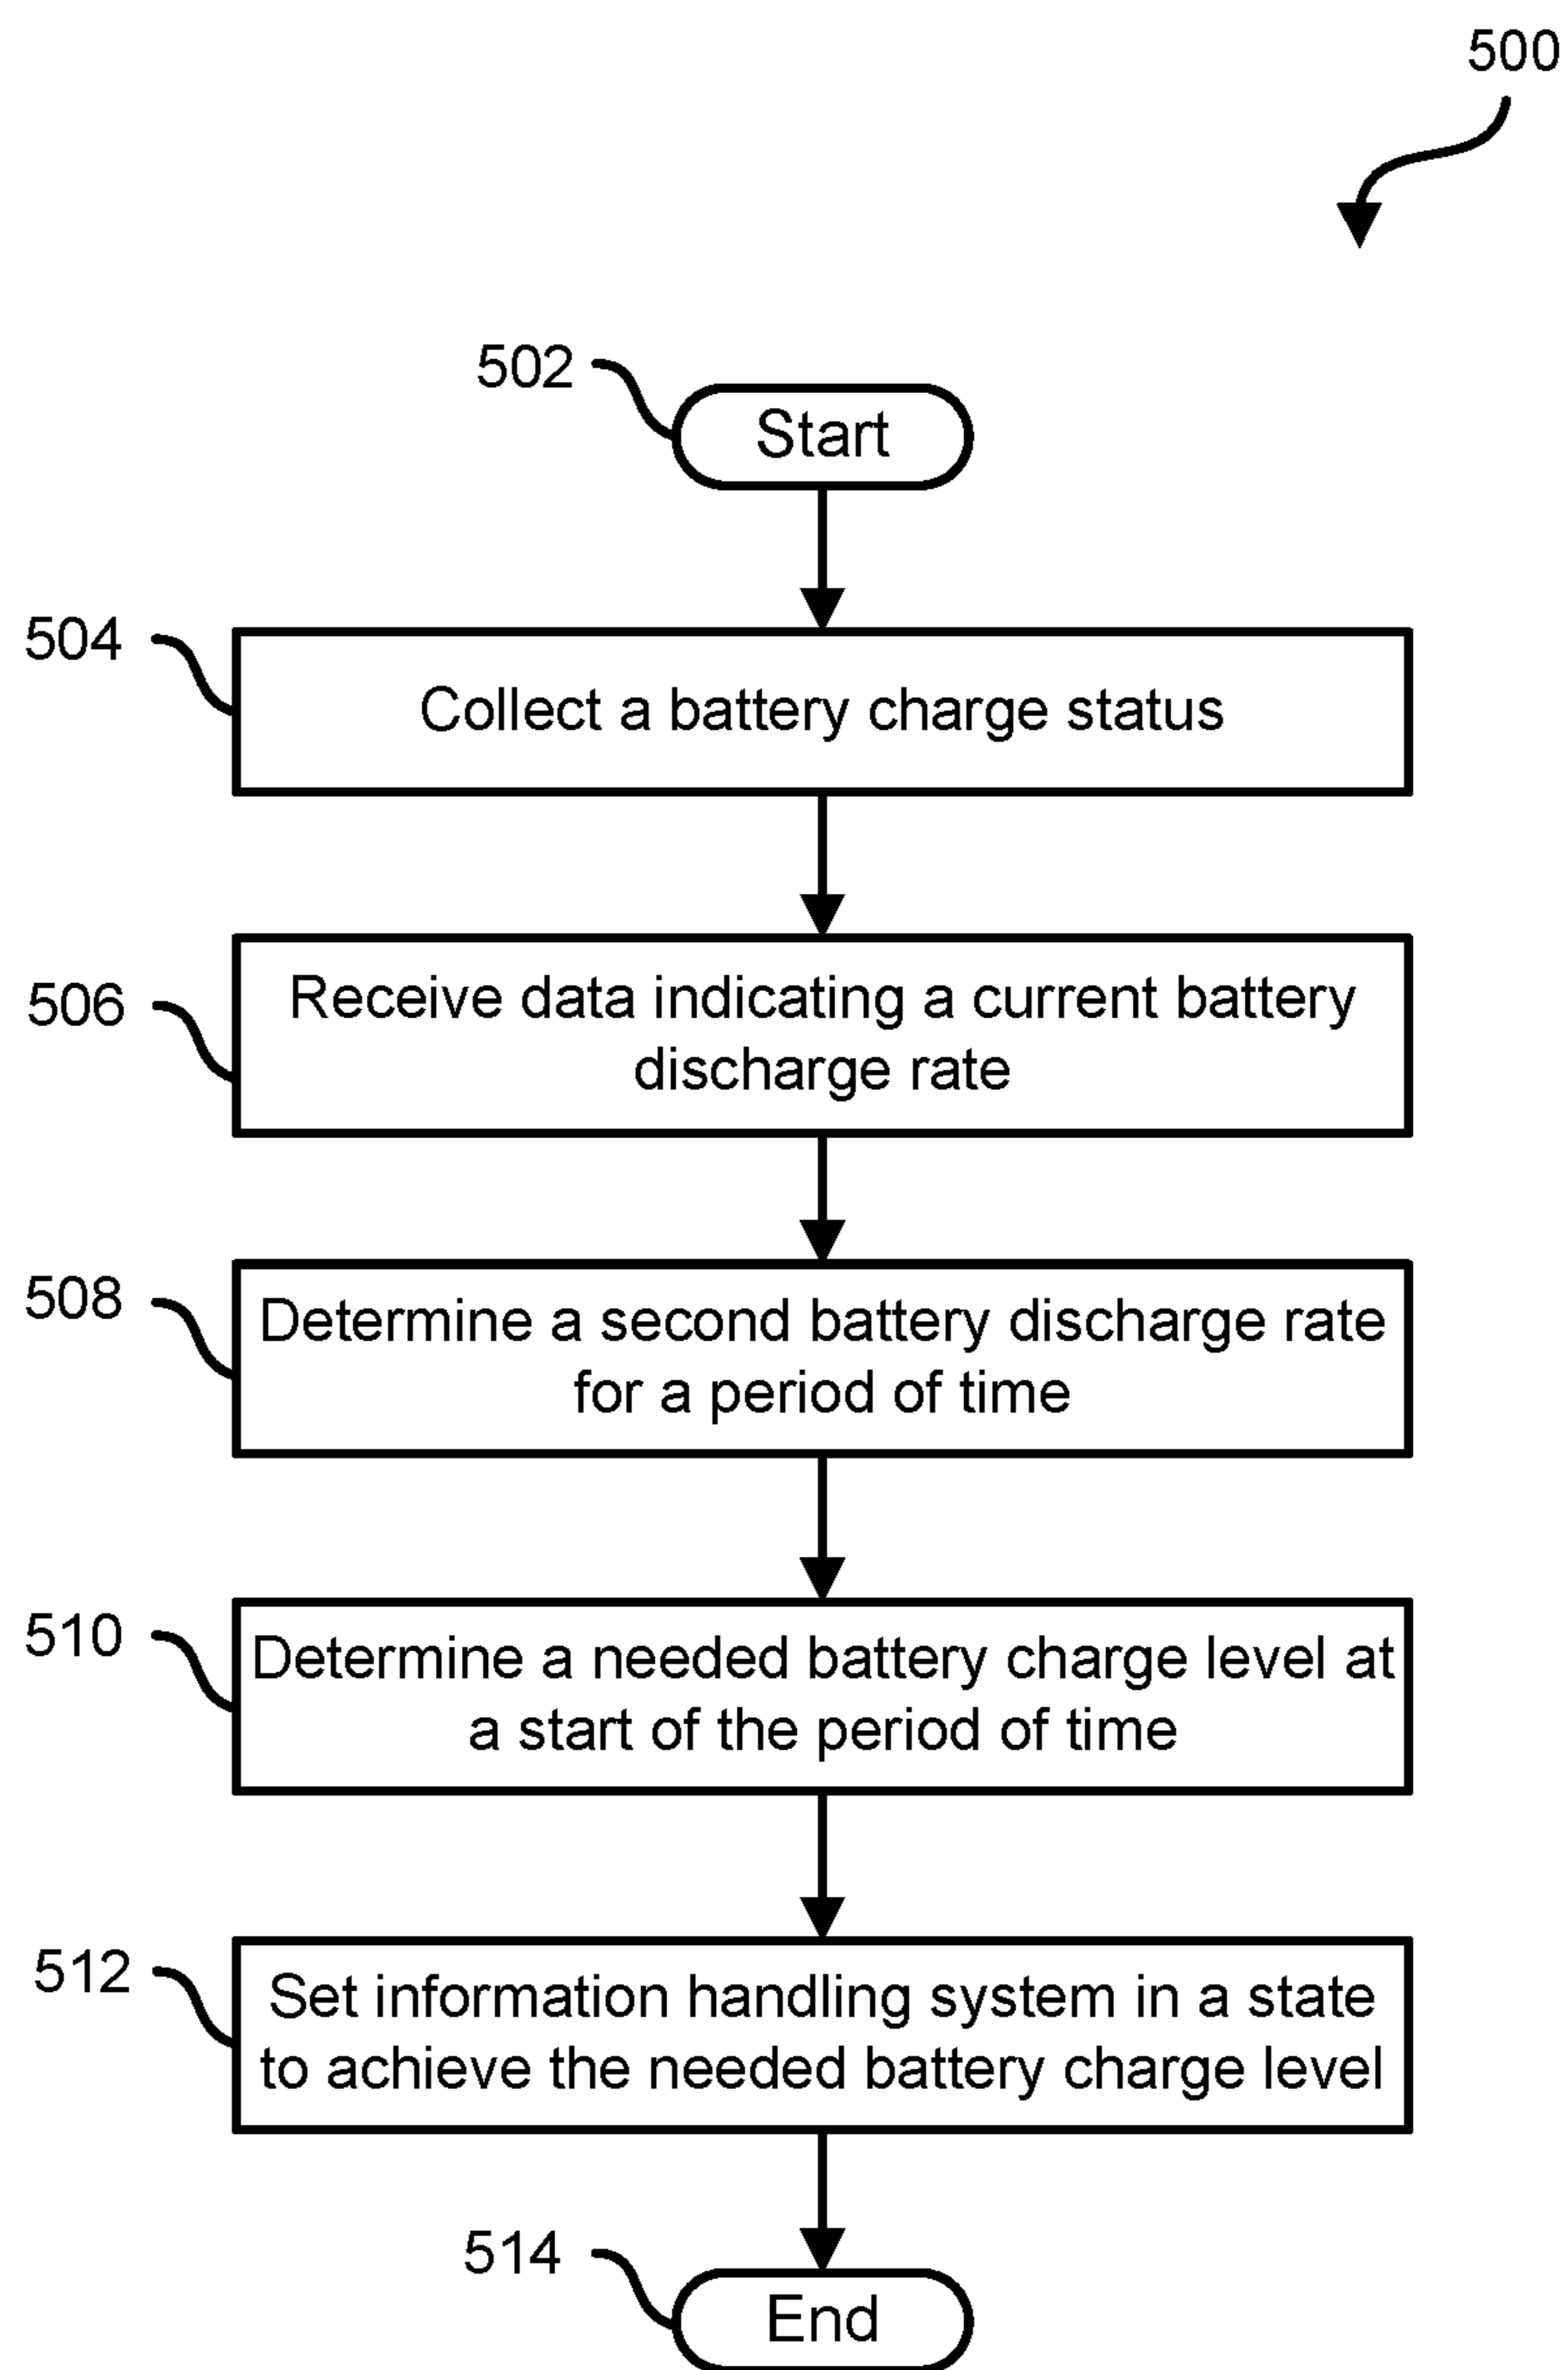 500
502
Start
504
Collect a battery charge status
506
Receive data indicating a current battery
discharge rate
508
Determine a second battery discharge rate
for a period of time
510
Determine a needed battery charge level at
a start of the period of time
512
Set information handling system in a state
to achieve the needed battery charge level
514
End